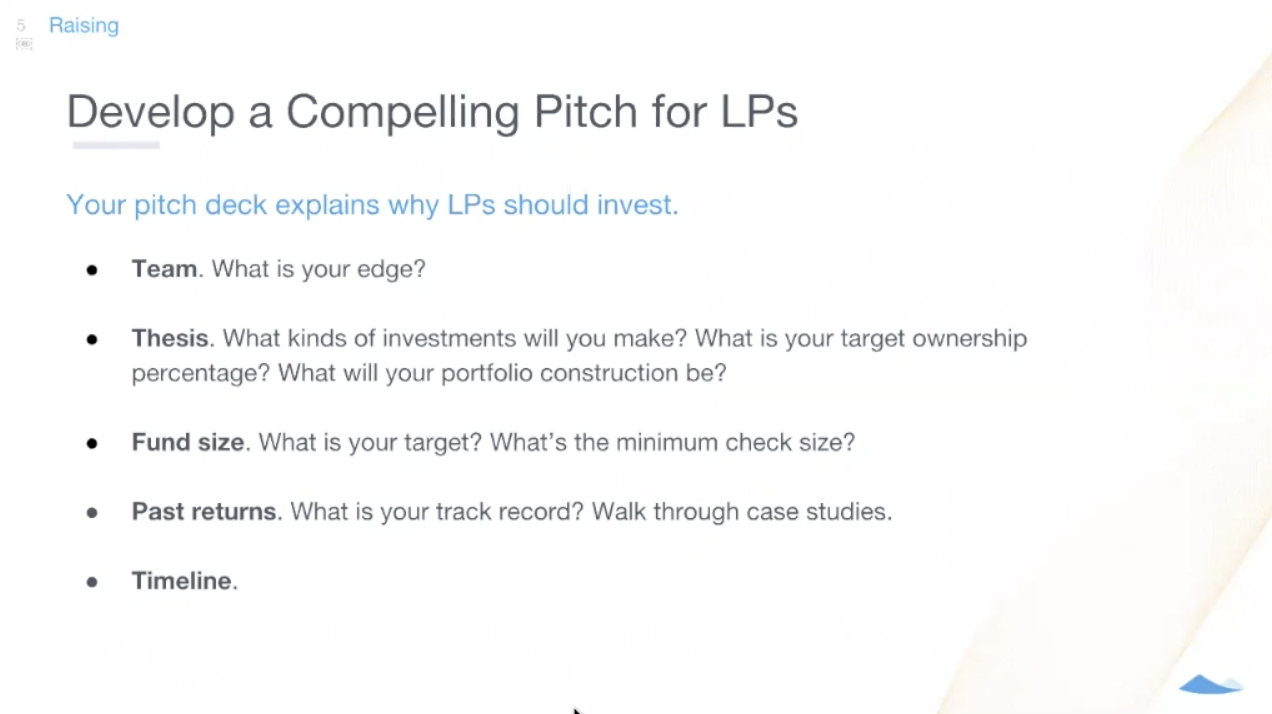 5 Raising
Develop a Compelling Pitch for LPs
Your pitch deck explains why LPs should invest.
● Team. What is your edge?
● Thesis. What kinds of investments will you make? What is your target ownership
percentage? What will your portfolio construction be?
● Fund size. What is your target? What’s the minimum check size?
● Past returns. What is your track record? Walk through case studies.
● Timeline.